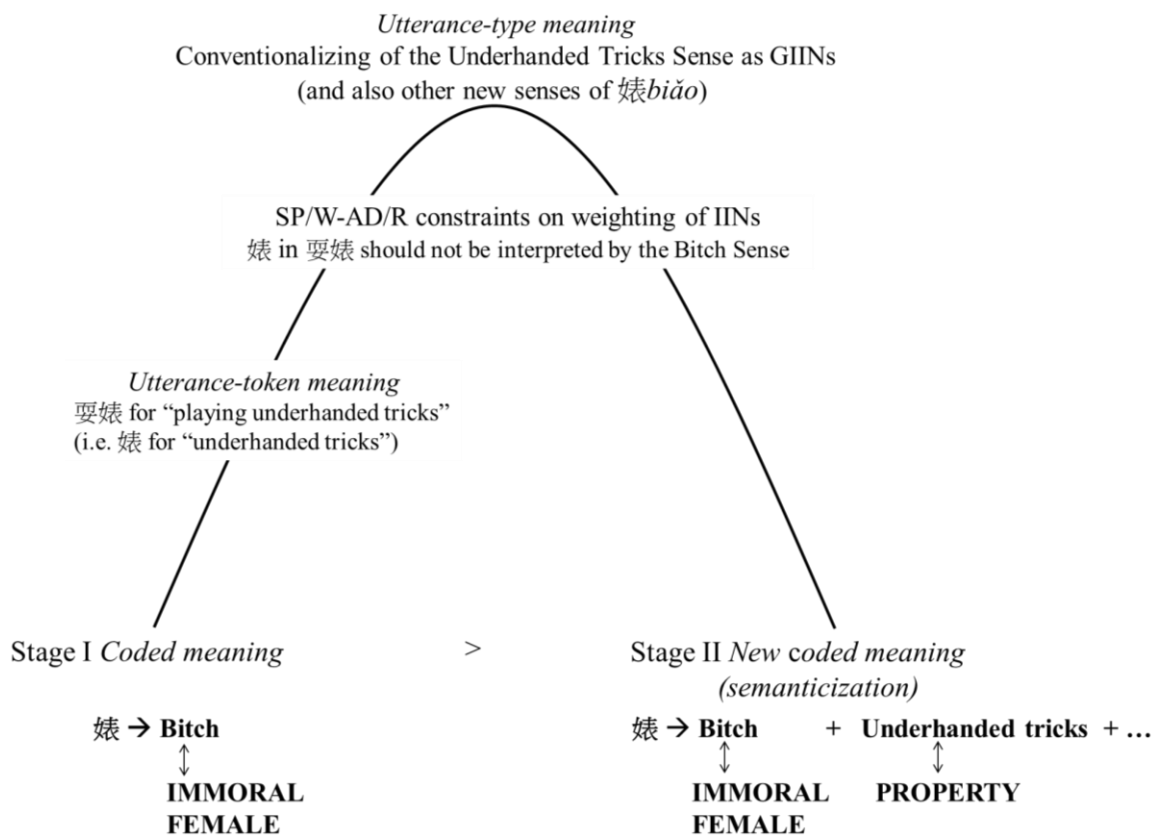 Utterance-type meaning
Conventionalizing of the Underhanded Tricks Sense as GIINs
(and also other new senses of 婊biǎo)
SP/W-AD/R constraints on weighting of IINs
婊 in 耍婊 should not be interpreted by the Bitch Sense
Utterance-token meaning
耍婊 for “playing underhanded tricks”
(i.e. 婊 for “underhanded tricks”)
Stage I Coded meaning > Stage II New coded meaning
(semanticization)
婊 → Bitch 婊 → Bitch + Underhanded tricks + …
↕ ↕ ↕
IMMORAL IMMORAL PROPERTY
FEMALE FEMALE